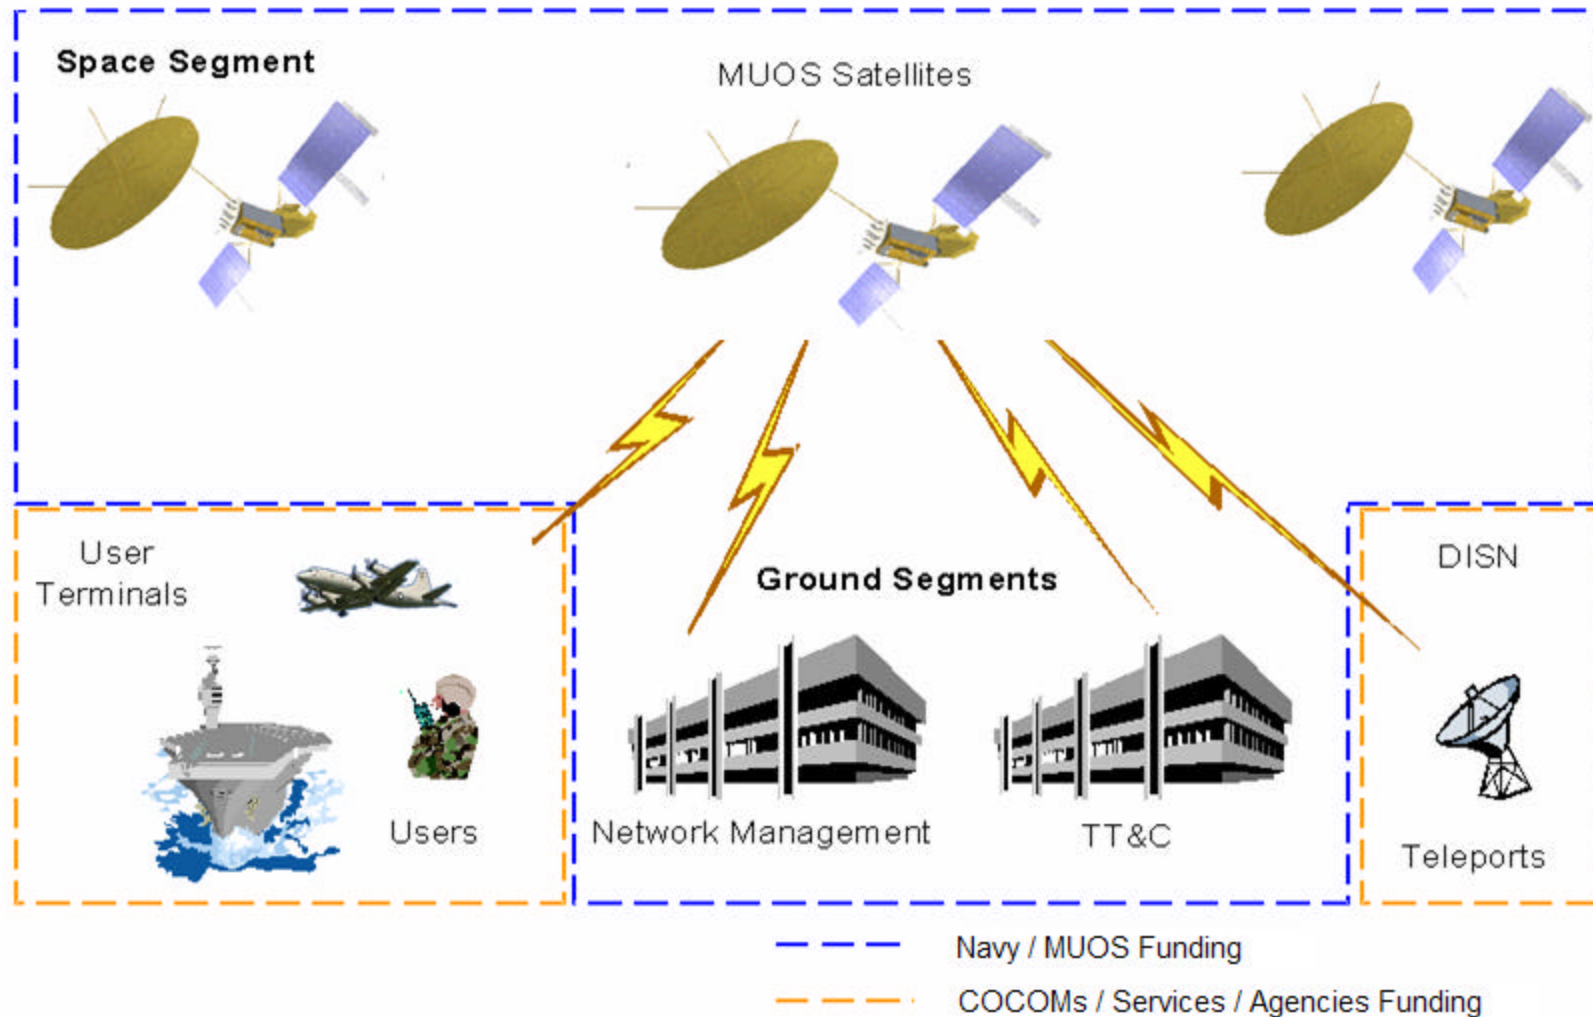 Space Segment
MUOS Satellites
User
Terminals
Users
Ground Segments
Network Management
TT&C
DISN
Teleports
Navy / MUOS Funding
COCOMs / Services / Agencies Funding